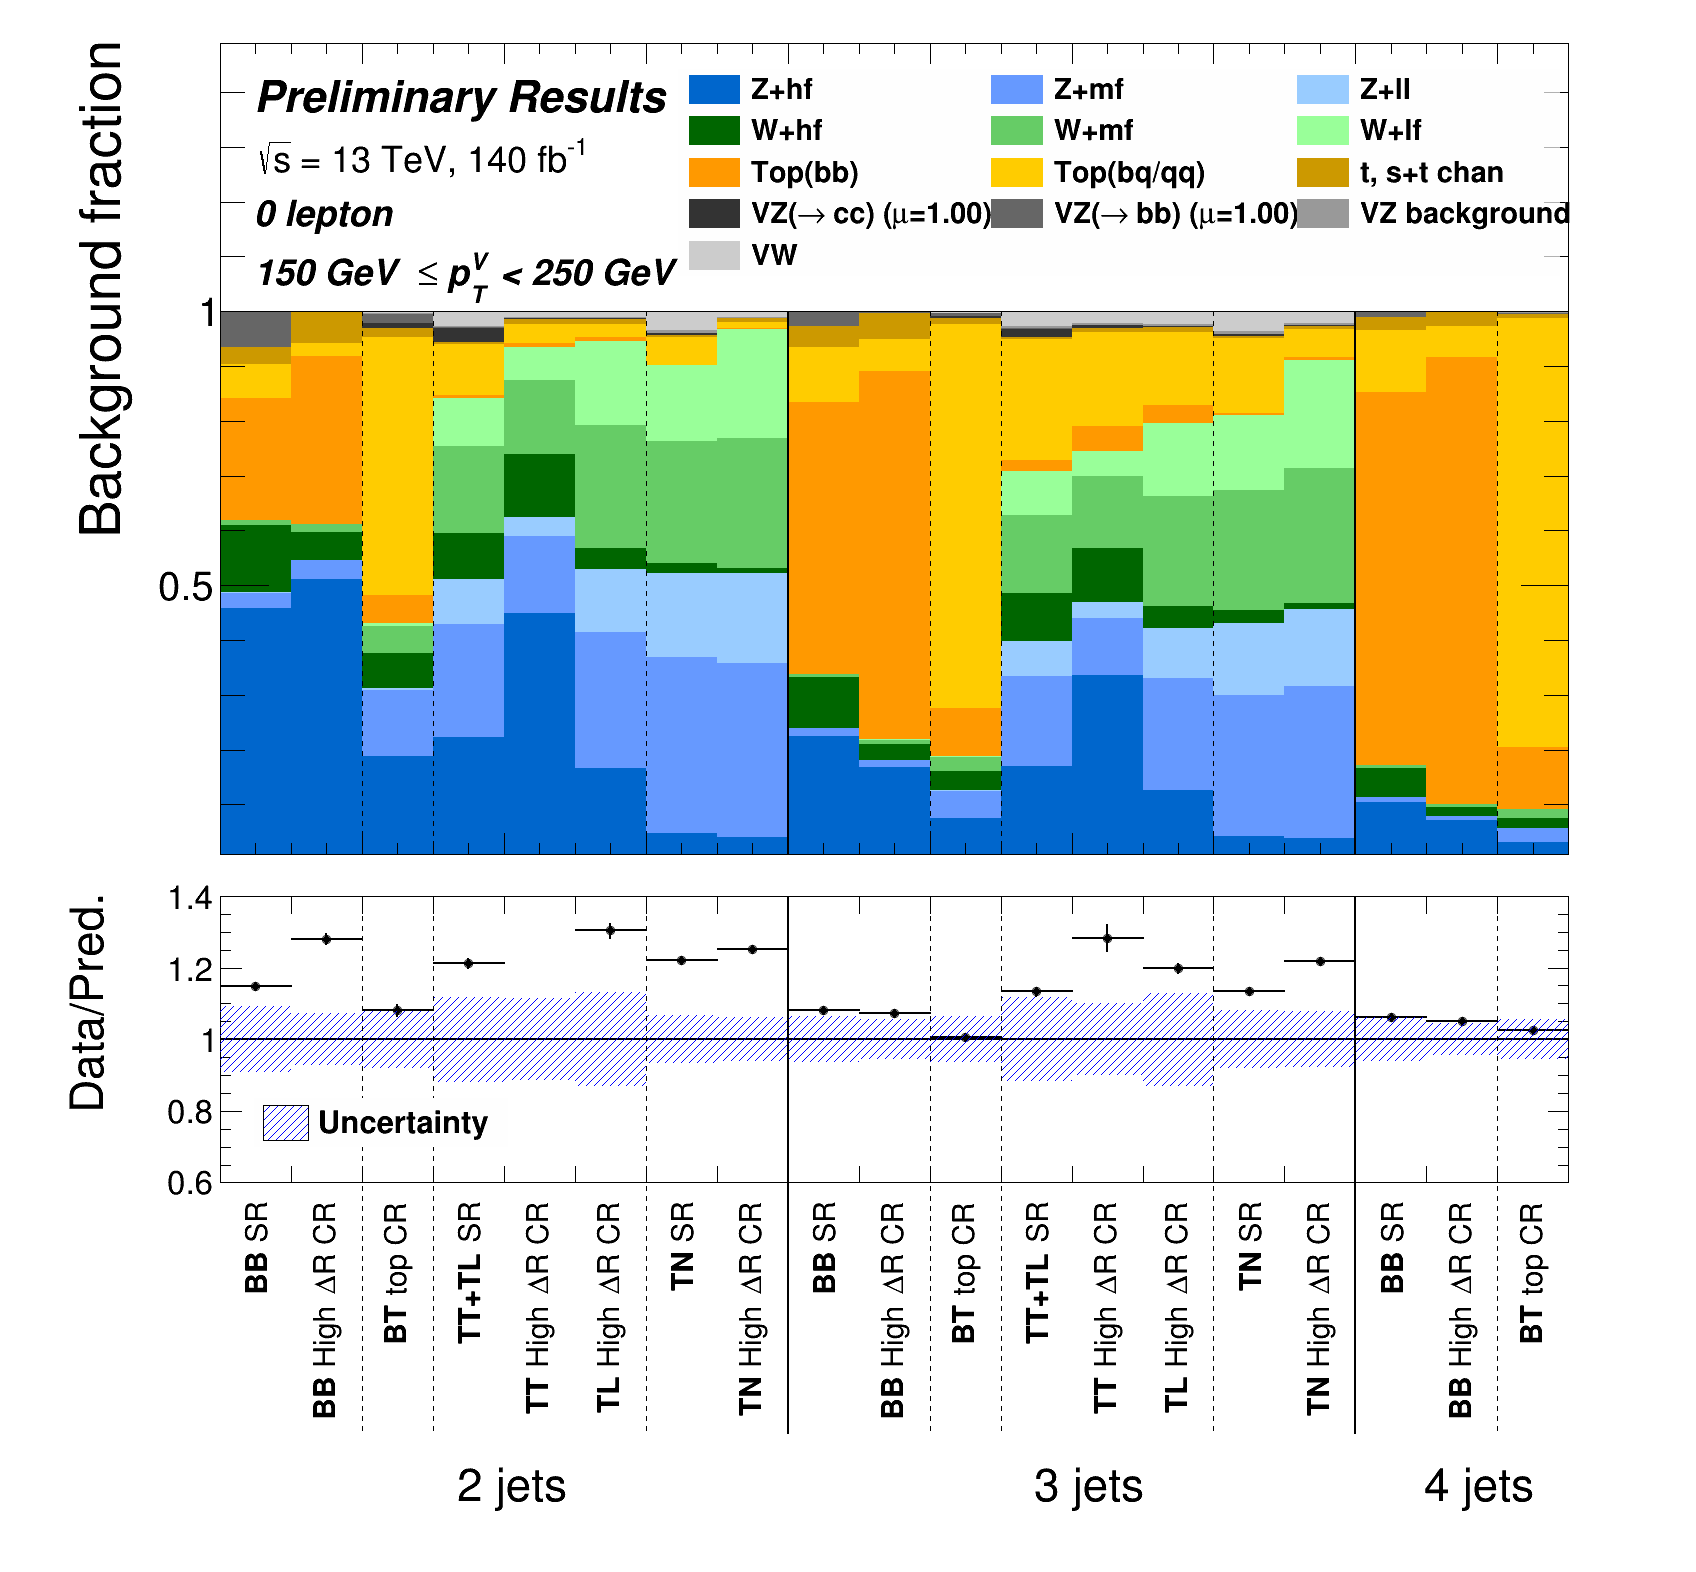 Background fraction
Preliminary Results
√s = 13 TeV, 140 fb⁻¹
0 lepton
150 GeV ≤ p_T^V < 250 GeV
Z+hf Z+mf Z+ll
W+hf W+mf W+lf
Top(bb) Top(bq/qq) t, s+t chan
VZ(→ cc) (μ=1.00) VZ(→ bb) (μ=1.00) VZ background
VW
1
0.5
Data/Pred.
1.4
1.2
1
0.8
0.6
Uncertainty
BB SR
BB High ΔR CR
BT top CR
TT+TL SR
TT High ΔR CR
TL High ΔR CR
TN SR
TN High ΔR CR
BB SR
BB High ΔR CR
BT top CR
TT+TL SR
TT High ΔR CR
TL High ΔR CR
TN SR
TN High ΔR CR
BB SR
BB High ΔR CR
BT top CR
2 jets 3 jets 4 jets